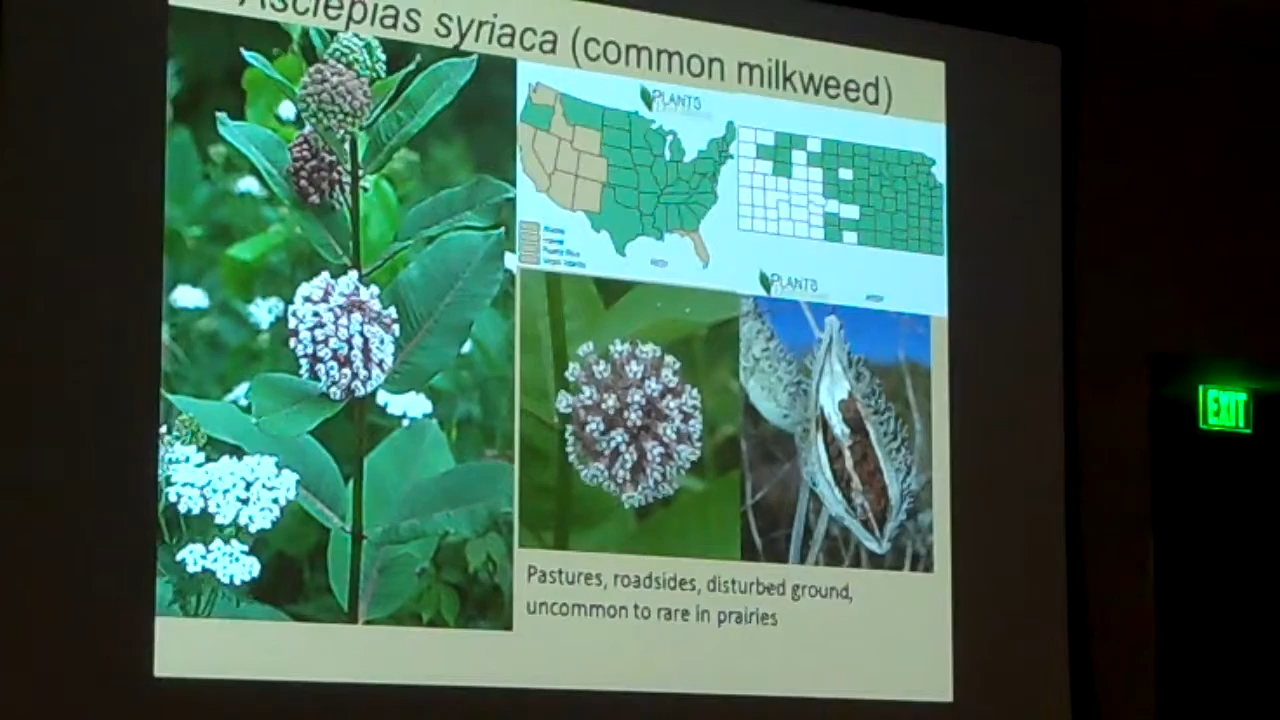 Asclepias syriaca (common milkweed)
PLANTS
PLANTS
Pastures, roadsides, disturbed ground,
uncommon to rare in prairies
EXIT